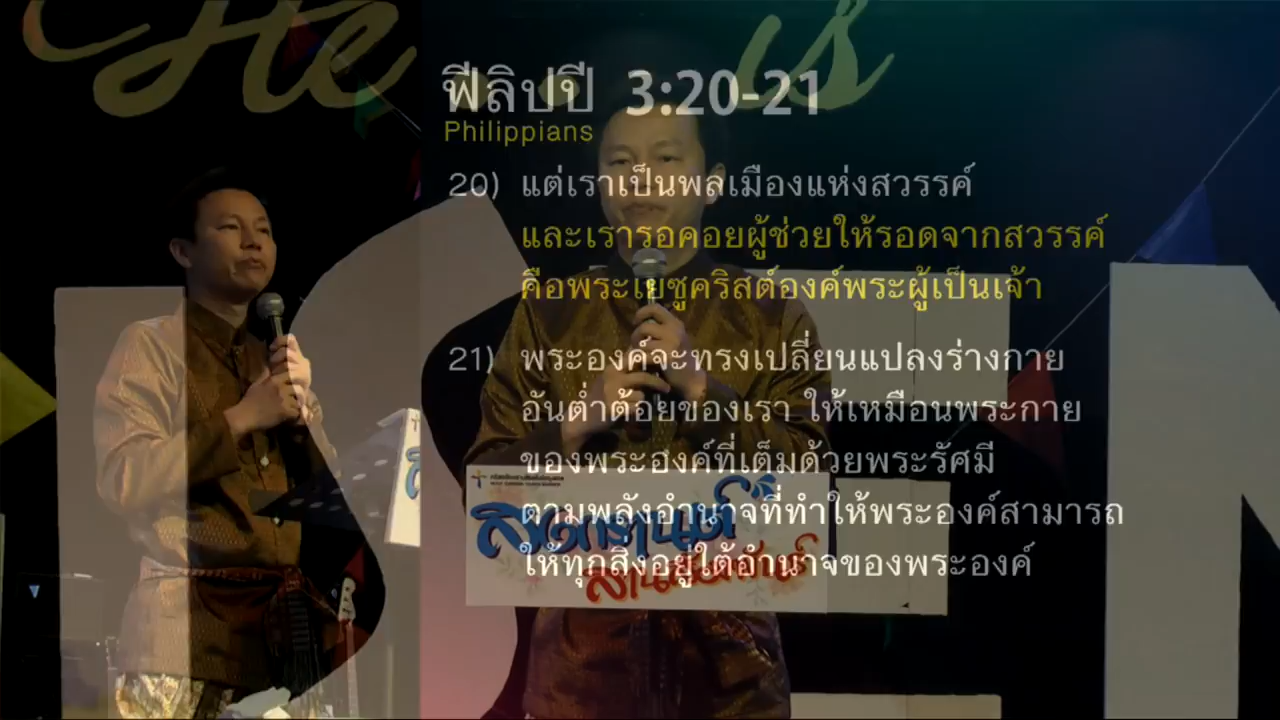 He is
ฟีลิปปี 3:20-21
Philippians
20) แต่เราเป็นพลเมืองแห่งสวรรค์
และเรารอคอยผู้ช่วยให้รอดจากสวรรค์
คือพระเยซูคริสต์องค์พระผู้เป็นเจ้า
21) พระองค์จะทรงเปลี่ยนแปลงร่างกาย
อันต่ำต้อยของเรา ให้เหมือนพระกาย
ของพระองค์ที่เต็มด้วยพระรัศมี
ตามพลังอำนาจที่ทำให้พระองค์สามารถ
ให้ทุกสิ่งอยู่ใต้อำนาจของพระองค์
สงกรานต์